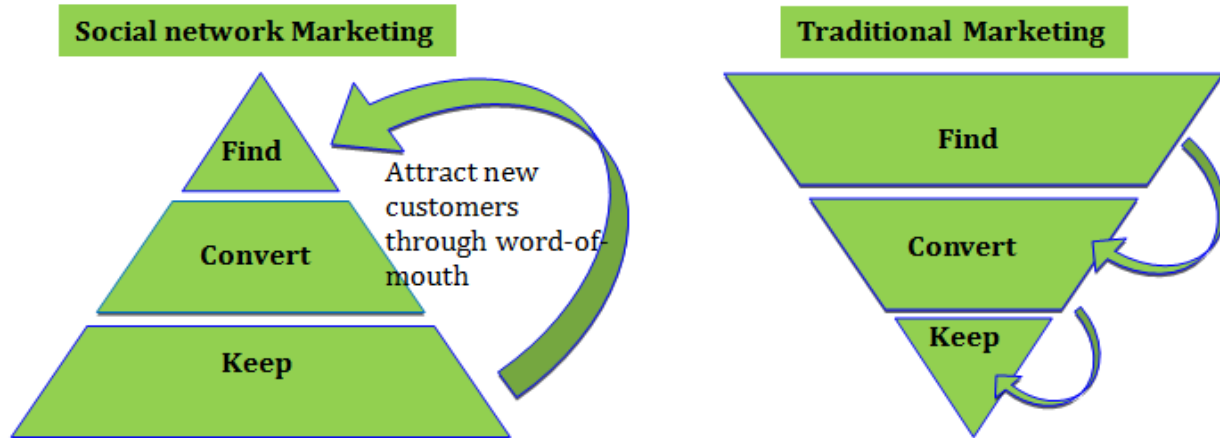 Social network Marketing
Find
Attract new
customers
through word-of-
mouth
Convert
Keep
Traditional Marketing
Find
Convert
Keep